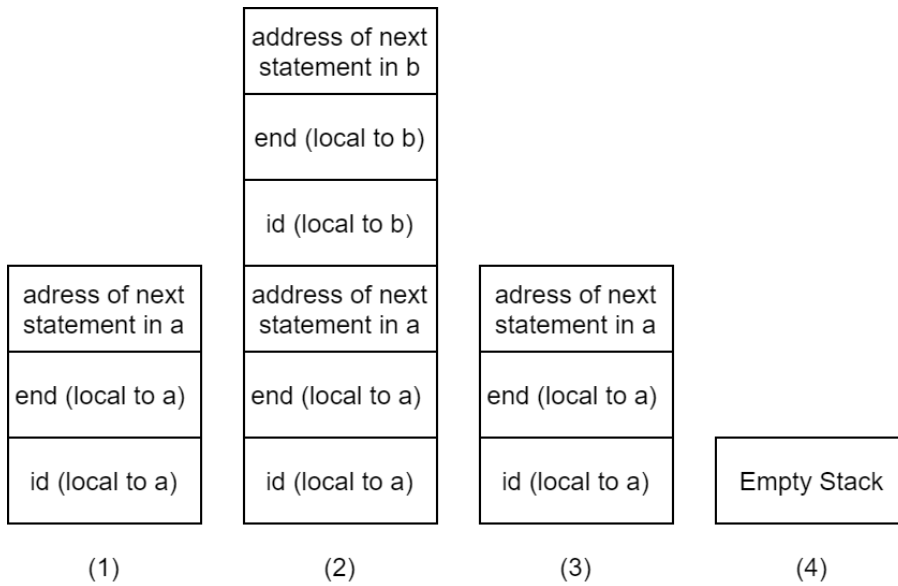 address of next
statement in b
end (local to b)
id (local to b)
adress of next
statement in a
address of next
statement in a
adress of next
statement in a
end (local to a)
end (local to a)
end (local to a)
id (local to a)
id (local to a)
id (local to a)
Empty Stack
(1)
(2)
(3)
(4)